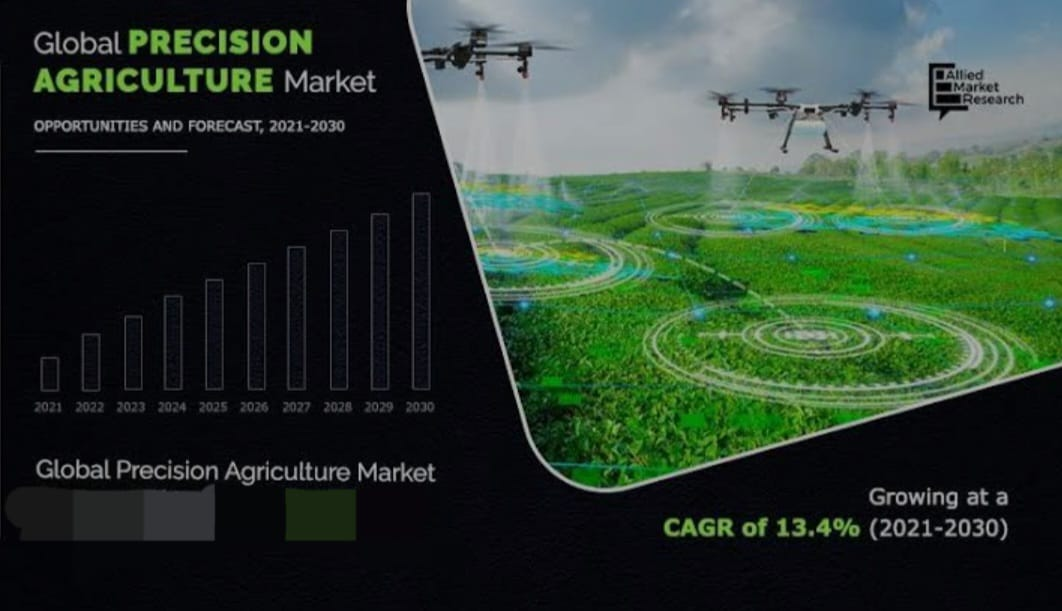 Global PRECISION
AGRICULTURE Market
OPPORTUNITIES AND FORECAST, 2021-2030
Allied
Market
Research
2021 2022 2023 2024 2025 2026 2027 2028 2029 2030
Global Precision Agriculture Market
Growing at a
CAGR of 13.4% (2021-2030)